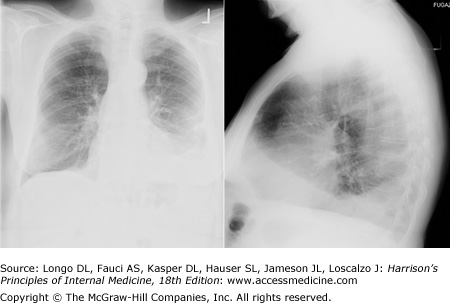 FUGAZ
Source: Longo DL, Fauci AS, Kasper DL, Hauser SL, Jameson JL, Loscalzo J: Harrison's
Principles of Internal Medicine, 18th Edition: www.accessmedicine.com
Copyright © The McGraw-Hill Companies, Inc. All rights reserved.